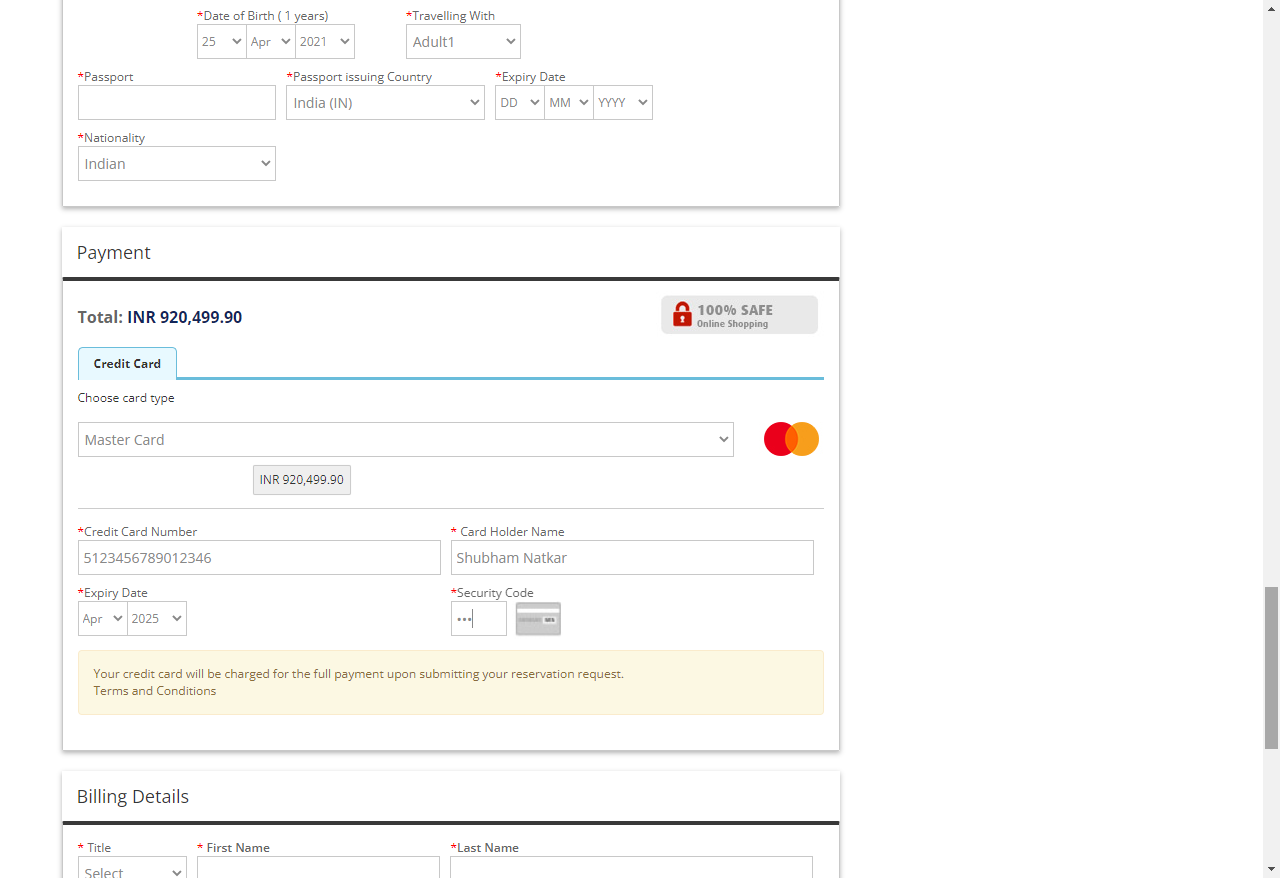 *Date of Birth ( 1 years) *Travelling With
25 Apr 2021 Adult1
*Passport *Passport issuing Country *Expiry Date
India (IN) DD MM YYYY
*Nationality
Indian
Payment
Total: INR 920,499.90
100% SAFE
Online Shopping
Credit Card
Choose card type
Master Card
INR 920,499.90
*Credit Card Number * Card Holder Name
5123456789012346 Shubham Natkar
*Expiry Date *Security Code
Apr 2025 •••
Your credit card will be charged for the full payment upon submitting your reservation request.
Terms and Conditions
Billing Details
* Title * First Name *Last Name
Select